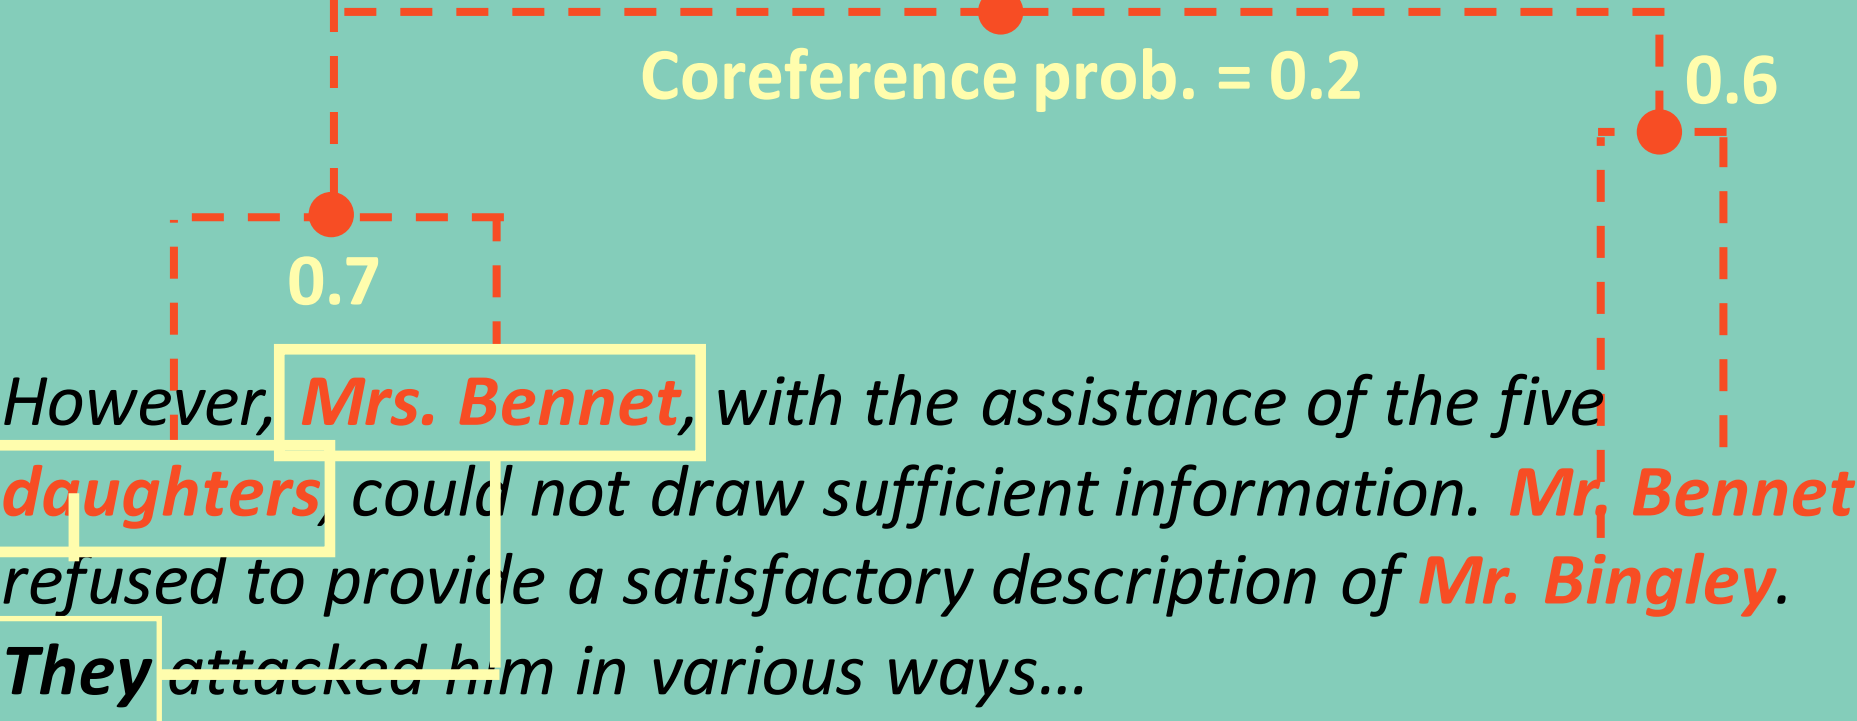 Coreference prob. = 0.2
0.6
0.7
However, Mrs. Bennet, with the assistance of the five
daughters, could not draw sufficient information. Mr. Bennet
refused to provide a satisfactory description of Mr. Bingley.
They attacked him in various ways...